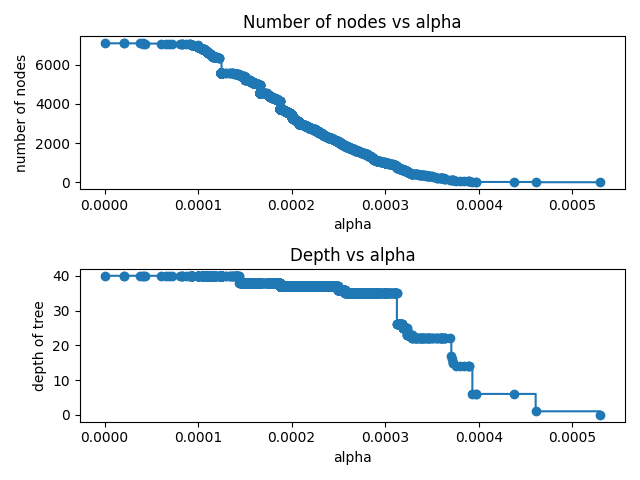 Number of nodes vs alpha
number of nodes
6000
4000
2000
0
0.0000 0.0001 0.0002 0.0003 0.0004 0.0005
alpha
Depth vs alpha
depth of tree
40
30
20
10
0
0.0000 0.0001 0.0002 0.0003 0.0004 0.0005
alpha